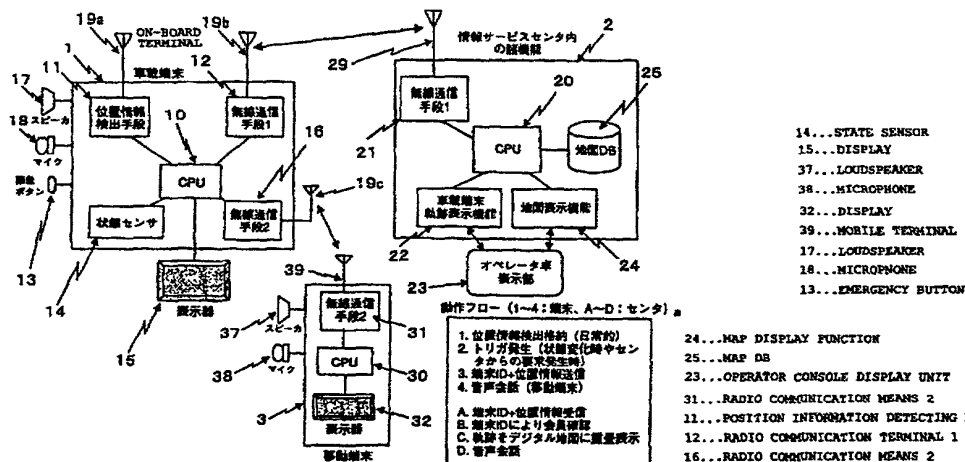 19a
ON-BOARD
TERMINAL
19b
1
車載端末
12
17
11
スピーカ
18
マイク
位置情報
検出手段
10
無線通信
手段1
16
CPU
19c
ボタン
状態センサ
無線通信
手段2
13
14
15
表示器
29
情報サービスセンタ内
の諸機能
2
20
25
無線通信
手段1
21
CPU
地図DB
車載端末
軌跡表示機能
地図表示機能
22
23
オペレータ卓
表示部
24
39
無線通信
手段2
37
スピーカ
31
38
マイク
CPU
30
3
表示器
32
移動端末
動作フロー (1~4:端末、A~D:センタ) a
1. 位置情報検出格納 (日常的)
2. トリガ発生 (状態変化時やセン
タからの要求発生時)
3. 端末ID+位置情報送信
4. 音声会話 (移動端末)
A. 端末ID+位置情報受信
B. 端末IDにより会員確認
C. 軌跡をデジタル地図に重畳表示
D. 音声会話
14...STATE SENSOR
15...DISPLAY
37...LOUDSPEAKER
38...MICROPHONE
32...DISPLAY
39...MOBILE TERMINAL
17...LOUDSPEAKER
18...MICROPNONE
13...EMERGENCY BUTTON
24...MAP DISPLAY FUNCTION
25...MAP DB
23...OPERATOR CONSOLE DISPLAY UNIT
31...RADIO COMMUNICATION MEANS 2
11...POSITION INFORMATION DETECTING
12...RADIO COMMUNICATION TERMINAL 1
16...RADIO COMMUNICATION MEANS 2